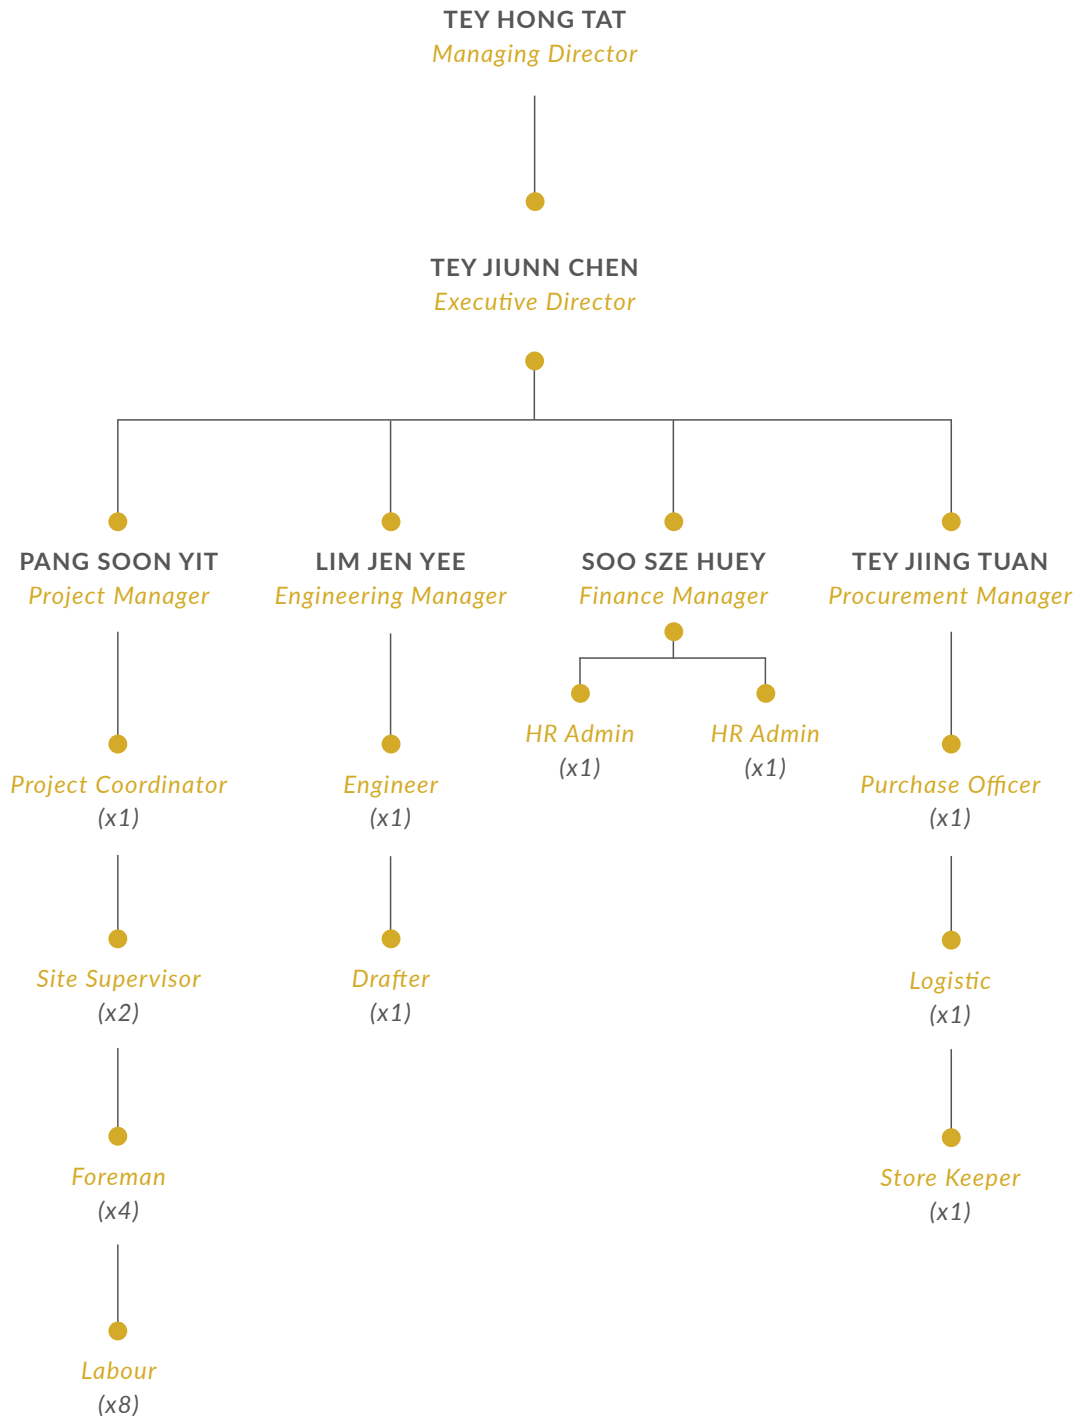 TEY HONG TAT
Managing Director
TEY JIUNN CHEN
Executive Director
PANG SOON YIT
Project Manager
LIM JEN YEE
Engineering Manager
SOO SZE HUEY
Finance Manager
TEY JIING TUAN
Procurement Manager
HR Admin
(x1)
HR Admin
(x1)
Project Coordinator
(x1)
Engineer
(x1)
Purchase Officer
(x1)
Site Supervisor
(x2)
Drafter
(x1)
Logistic
(x1)
Foreman
(x4)
Store Keeper
(x1)
Labour
(x8)